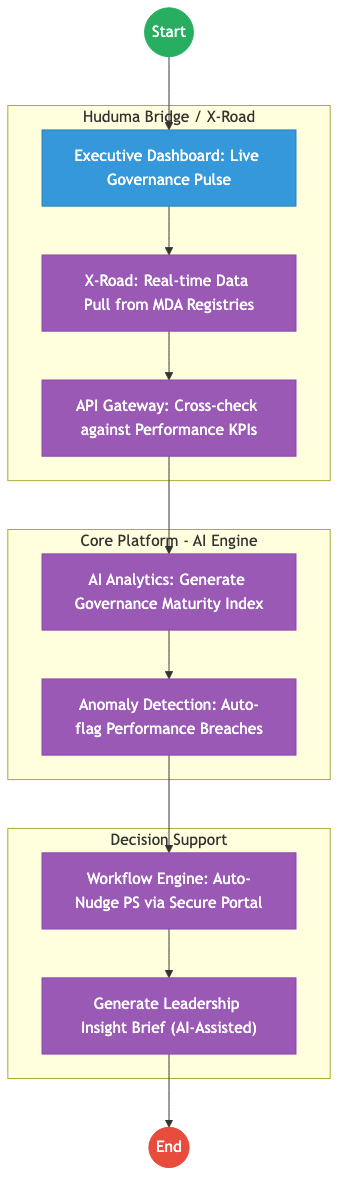 Start
Huduma Bridge / X-Road
Executive Dashboard: Live
Governance Pulse
X-Road: Real-time Data
Pull from MDA Registries
API Gateway: Cross-check
against Performance KPIs
Core Platform - AI Engine
AI Analytics: Generate
Governance Maturity Index
Anomaly Detection: Auto-
flag Performance Breaches
Decision Support
Workflow Engine: Auto-
Nudge PS via Secure Portal
Generate Leadership
Insight Brief (AI-Assisted)
End